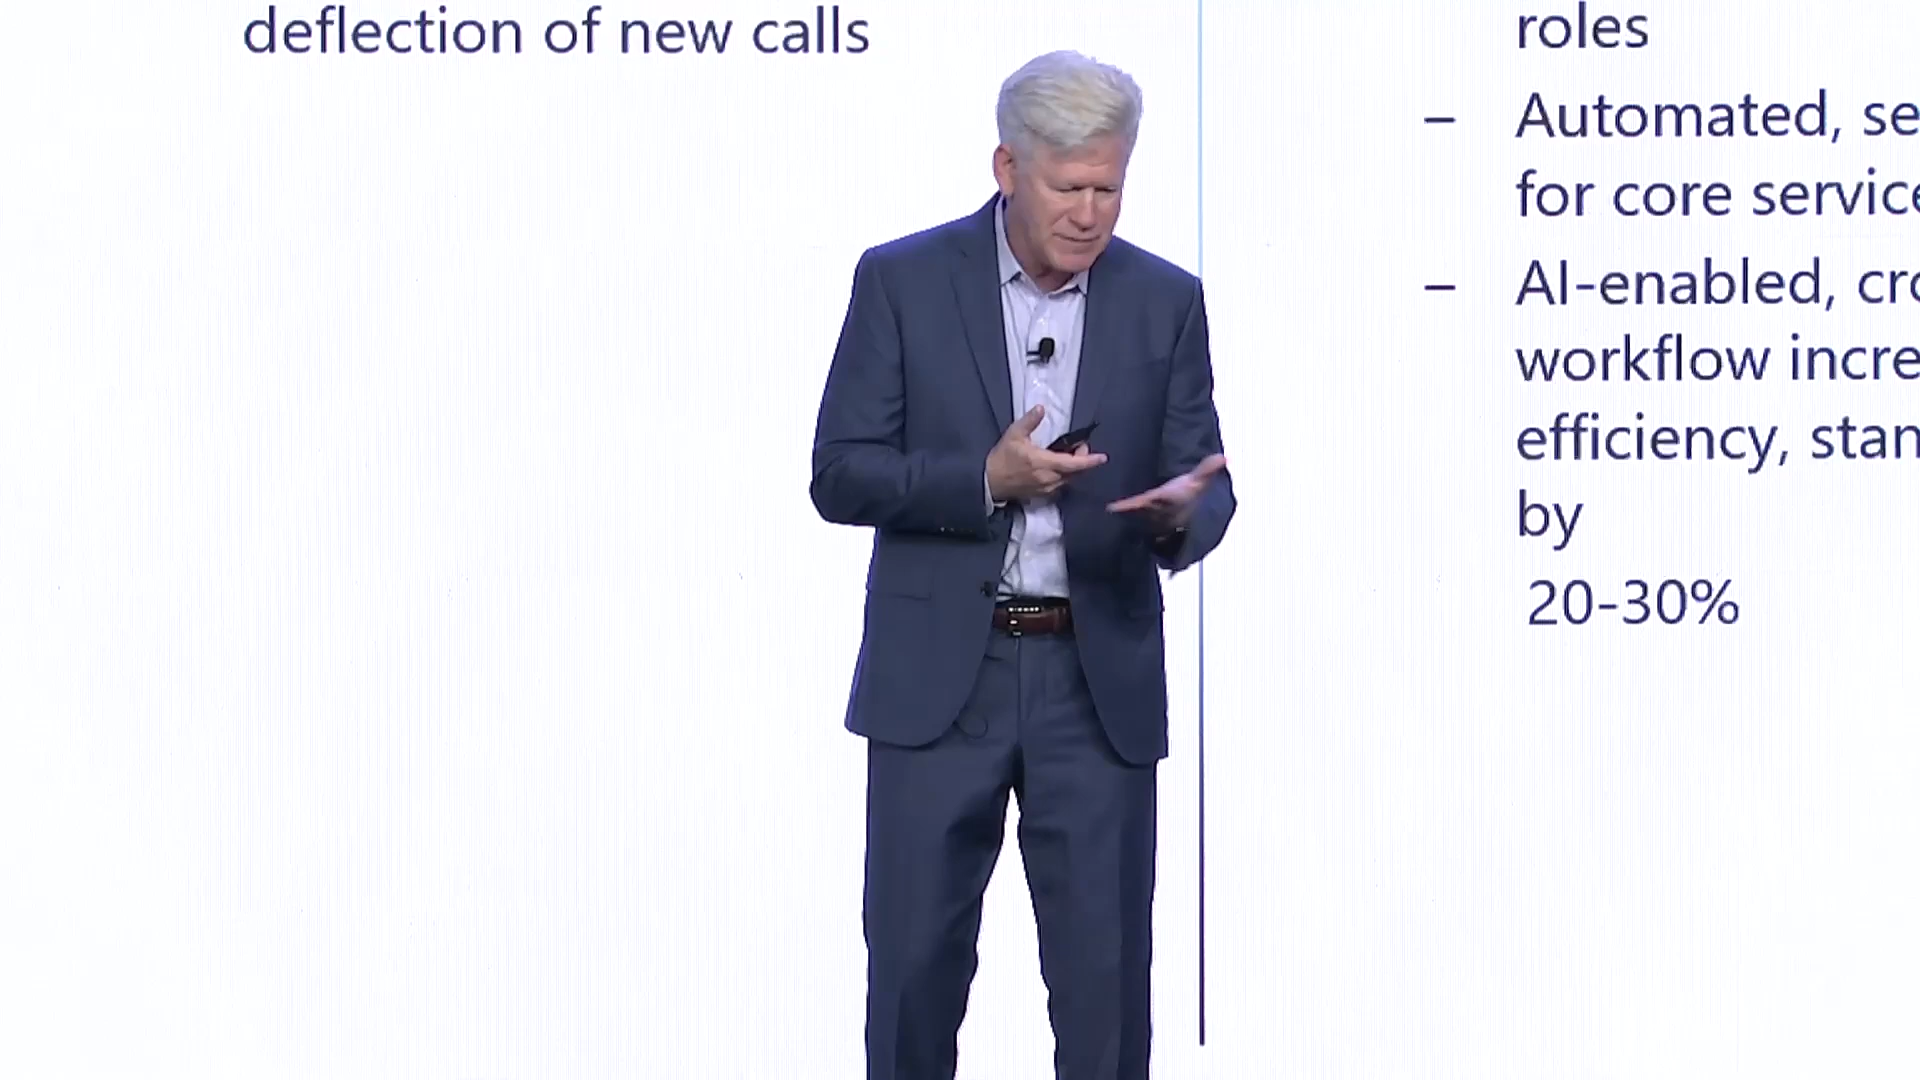 deflection of new calls
roles
– Automated, se
for core service
– AI-enabled, cro
workflow incre
efficiency, stan
by
20-30%